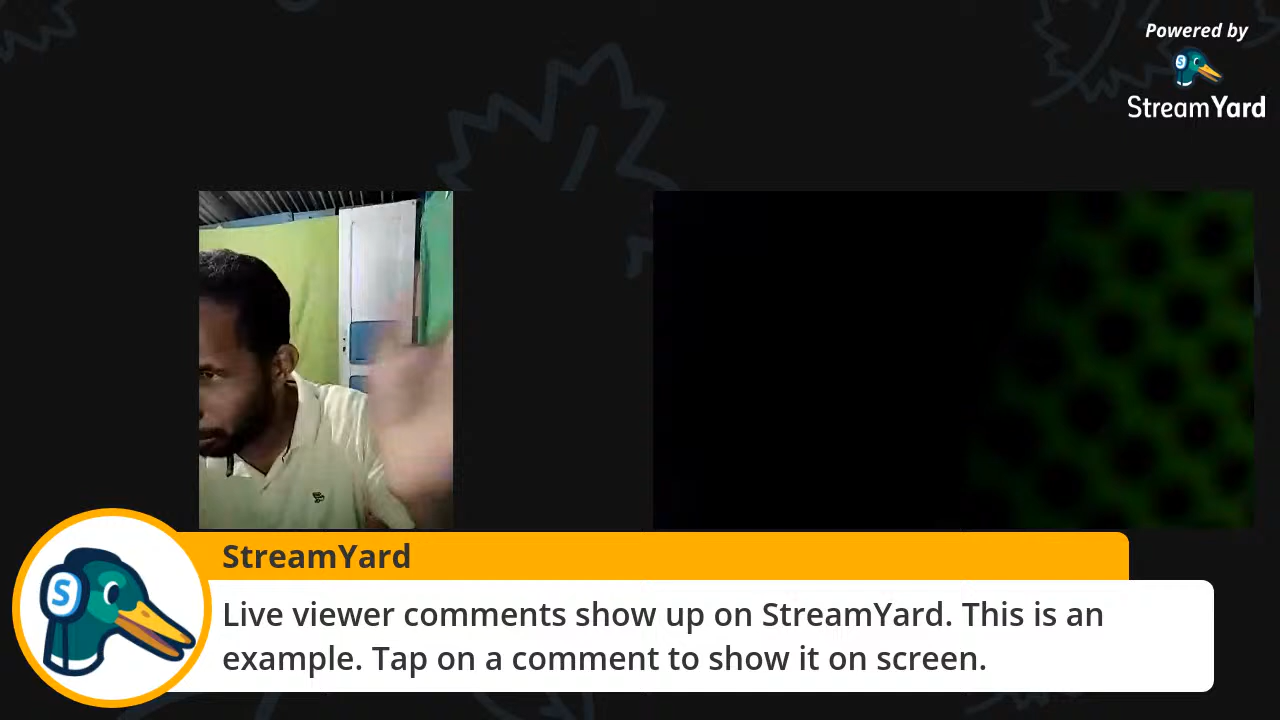 Powered by
StreamYard
StreamYard
Live viewer comments show up on StreamYard. This is an
example. Tap on a comment to show it on screen.